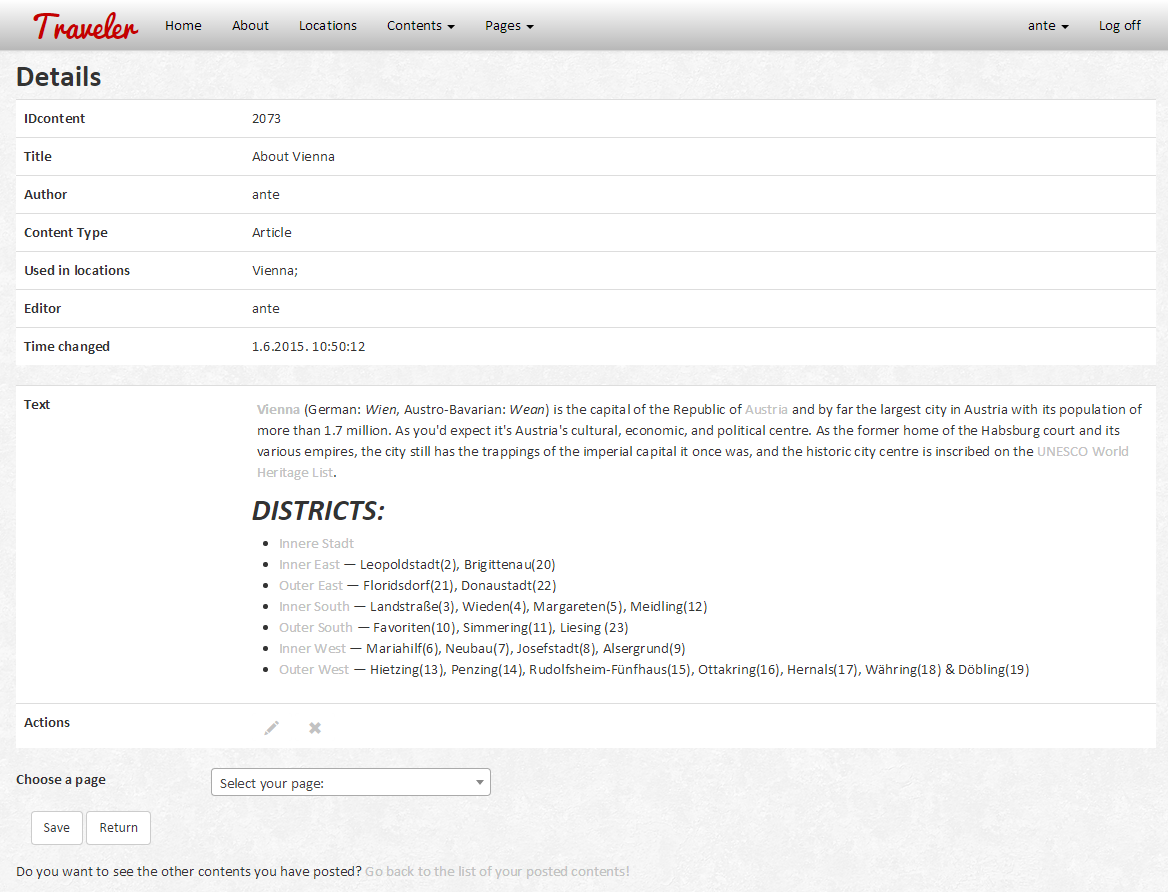 Traveler Home About Locations Contents Pages ante Log off
Details
IDcontent 2073
Title About Vienna
Author ante
Content Type Article
Used in locations Vienna;
Editor ante
Time changed 1.6.2015. 10:50:12
Text Vienna (German: Wien, Austro-Bavarian: Wean) is the capital of the Republic of Austria and by far the largest city in Austria with its population of
more than 1.7 million. As you'd expect it's Austria's cultural, economic, and political centre. As the former home of the Habsburg court and its
various empires, the city still has the trappings of the imperial capital it once was, and the historic city centre is inscribed on the UNESCO World
Heritage List.
DISTRICTS:
• Innere Stadt
• Inner East — Leopoldstadt(2), Brigittenau(20)
• Outer East — Floridsdorf(21), Donaustadt(22)
• Inner South — Landstraße(3), Wieden(4), Margareten(5), Meidling(12)
• Outer South — Favoriten(10), Simmering(11), Liesing (23)
• Inner West — Mariahilf(6), Neubau(7), Josefstadt(8), Alsergrund(9)
• Outer West — Hietzing(13), Penzing(14), Rudolfsheim-Fünfhaus(15), Ottakring(16), Hernals(17), Währing(18) & Döbling(19)
Actions
Choose a page Select your page:
Save Return
Do you want to see the other contents you have posted? Go back to the list of your posted contents!